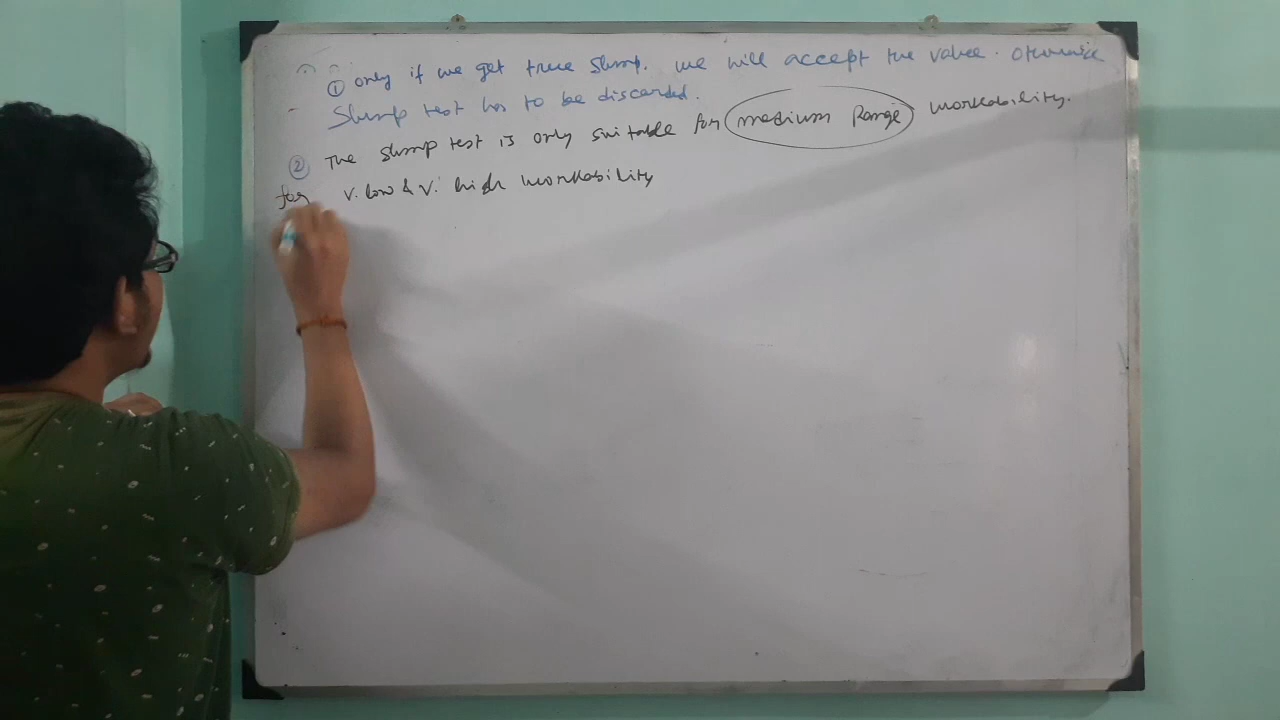 ① only if we get true slump. we will accept the value. Otherwise
Slump test has to be discarded.
② The slump test is only suitable for medium Range workability.
for v. low & v. high workability